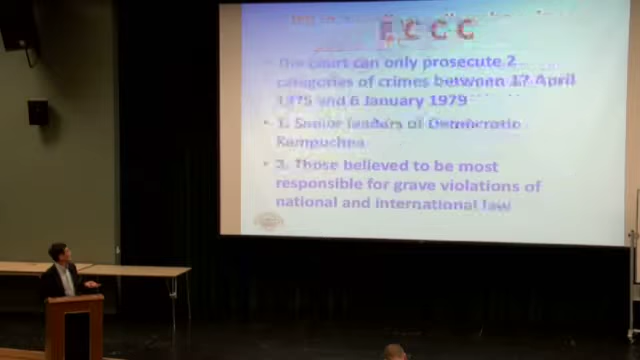 ECCC
The court can only prosecute 2
categories of crimes between 17 April
1975 and 6 January 1979
1. Senior leaders of Democratic
Kampuchea
2. Those believed to be most
responsible for grave violations of
national and international law